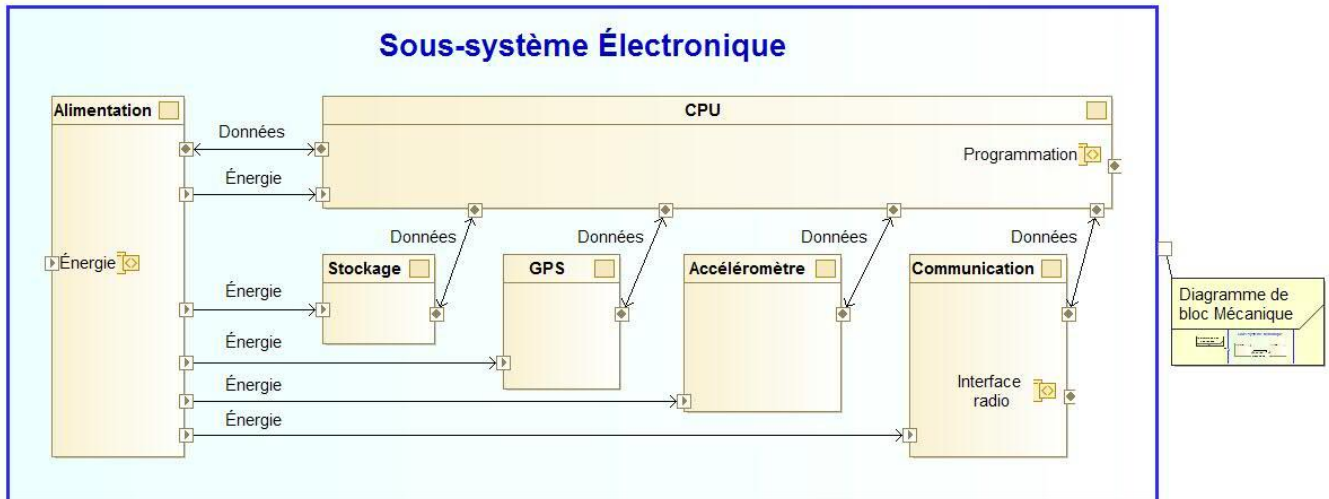 Sous-système Électronique
Alimentation
CPU
Données
Programmation
Énergie
Données
Données
Données
Données
Énergie
Stockage
GPS
Accéléromètre
Communication
Énergie
Diagramme de
bloc Mécanique
Énergie
Énergie
Interface
radio
Énergie